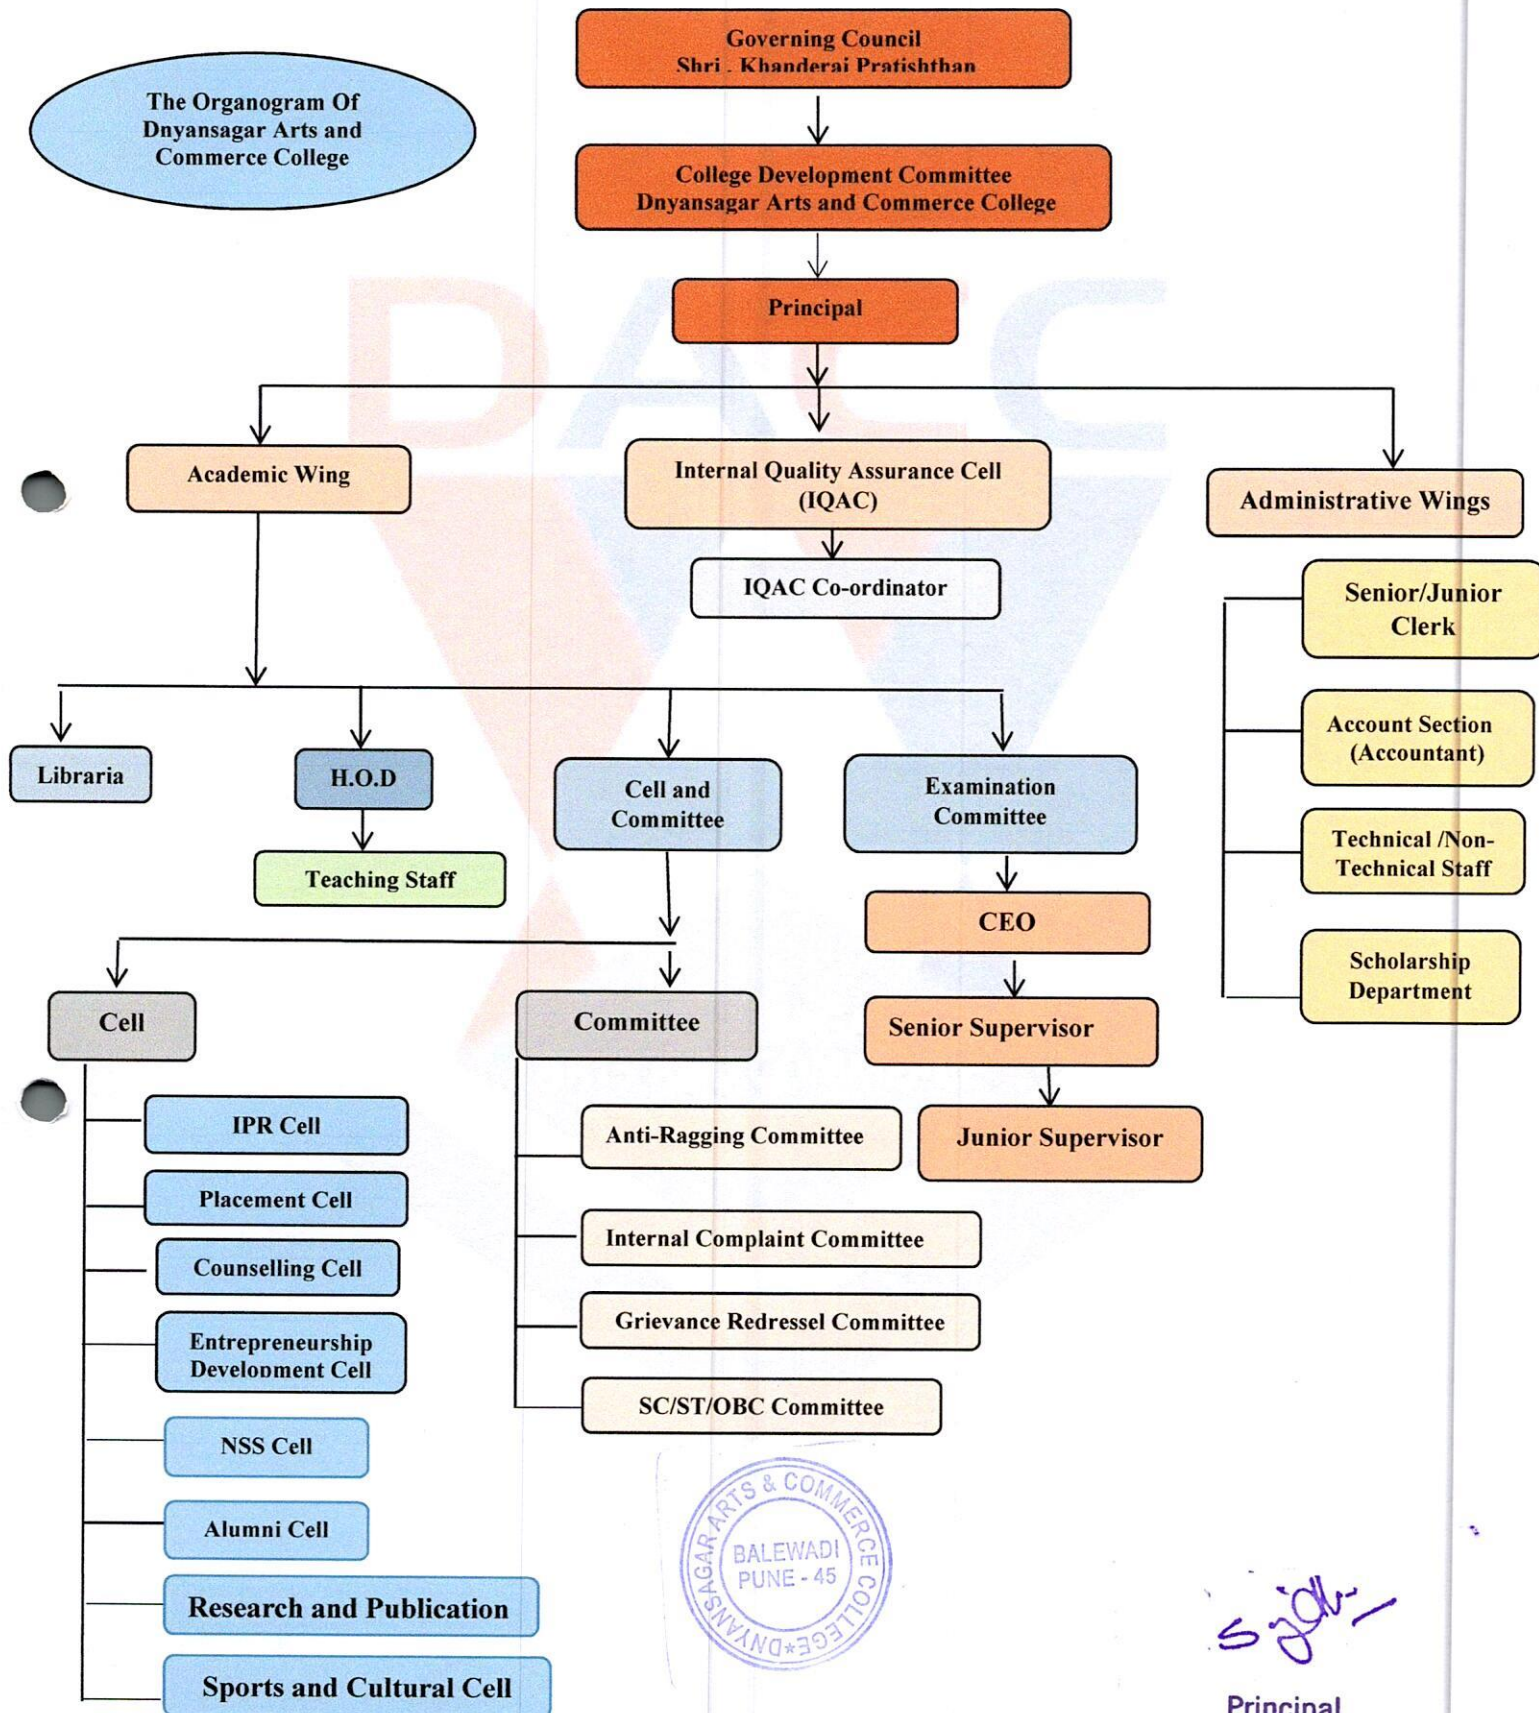 The Organogram Of
Dnyansagar Arts and
Commerce College
Governing Council
Shri . Khanderai Pratishthan
College Development Committee
Dnyansagar Arts and Commerce College
Principal
DACC
Academic Wing
Internal Quality Assurance Cell
(IQAC)
Administrative Wings
IQAC Co-ordinator
Senior/Junior
Clerk
Account Section
(Accountant)
Technical /Non-
Technical Staff
Scholarship
Department
Libraria
H.O.D
Teaching Staff
Cell and
Committee
Examination
Committee
CEO
Senior Supervisor
Junior Supervisor
Cell
IPR Cell
Placement Cell
Counselling Cell
Entrepreneurship
Development Cell
NSS Cell
Alumni Cell
Research and Publication
Sports and Cultural Cell
Committee
Anti-Ragging Committee
Internal Complaint Committee
Grievance Redressel Committee
SC/ST/OBC Committee
DNYANSAGAR ARTS & COMMERCE COLLEGE*
BALEWADI
PUNE - 45
Principal